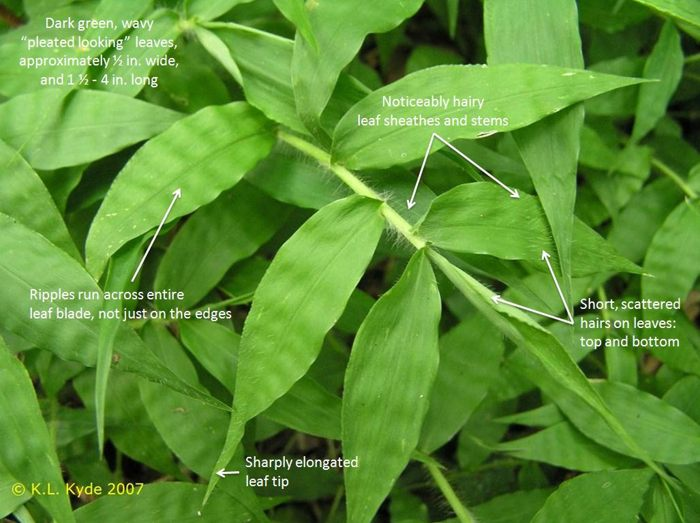 Dark green, wavy
“pleated looking” leaves,
approximately ½ in. wide,
and 1 ½ - 4 in. long
Noticeably hairy
leaf sheathes and stems
Ripples run across entire
leaf blade, not just on the edges
Short, scattered
hairs on leaves:
top and bottom
Sharply elongated
leaf tip
© K.L. Kyde 2007